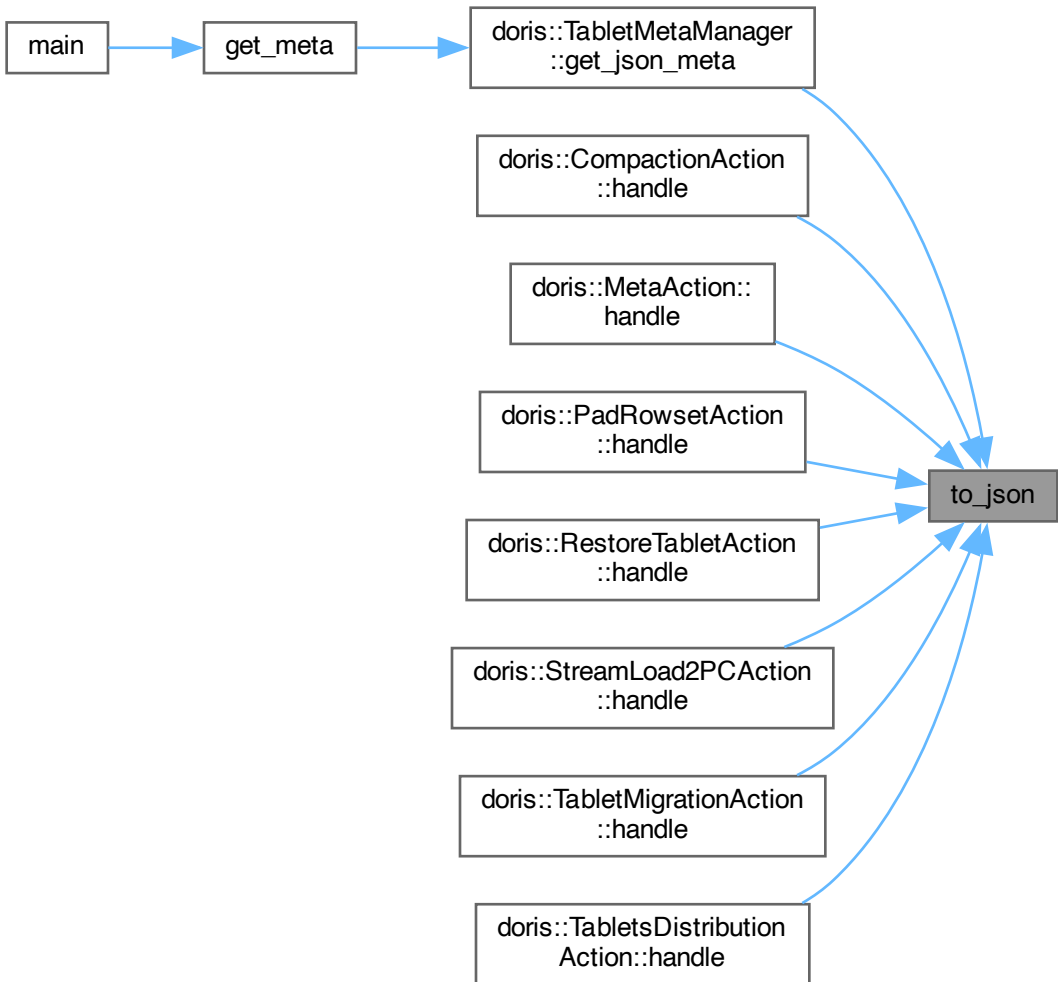 main
get_meta
doris::TabletMetaManager
::get_json_meta
doris::CompactionAction
::handle
doris::MetaAction::
handle
doris::PadRowsetAction
::handle
to_json
doris::RestoreTabletAction
::handle
doris::StreamLoad2PCAction
::handle
doris::TabletMigrationAction
::handle
doris::TabletsDistribution
Action::handle